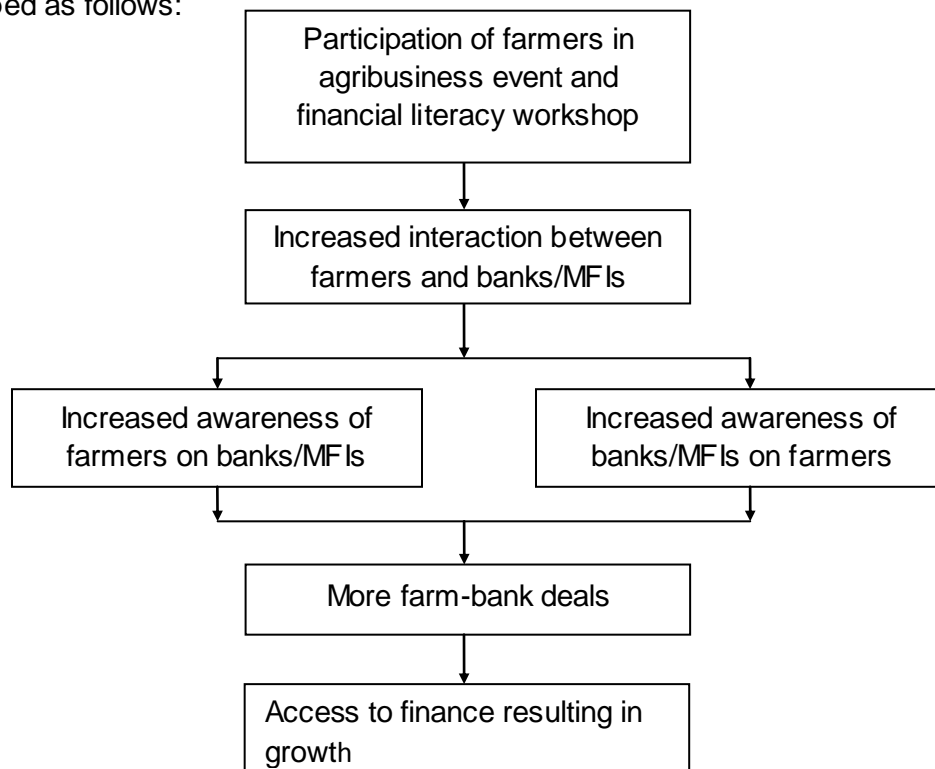 as follows:
Participation of farmers in
agribusiness event and
financial literacy workshop
Increased interaction between
farmers and banks/MFIs
Increased awareness of
farmers on banks/MFIs
Increased awareness of
banks/MFIs on farmers
More farm-bank deals
Access to finance resulting in
growth